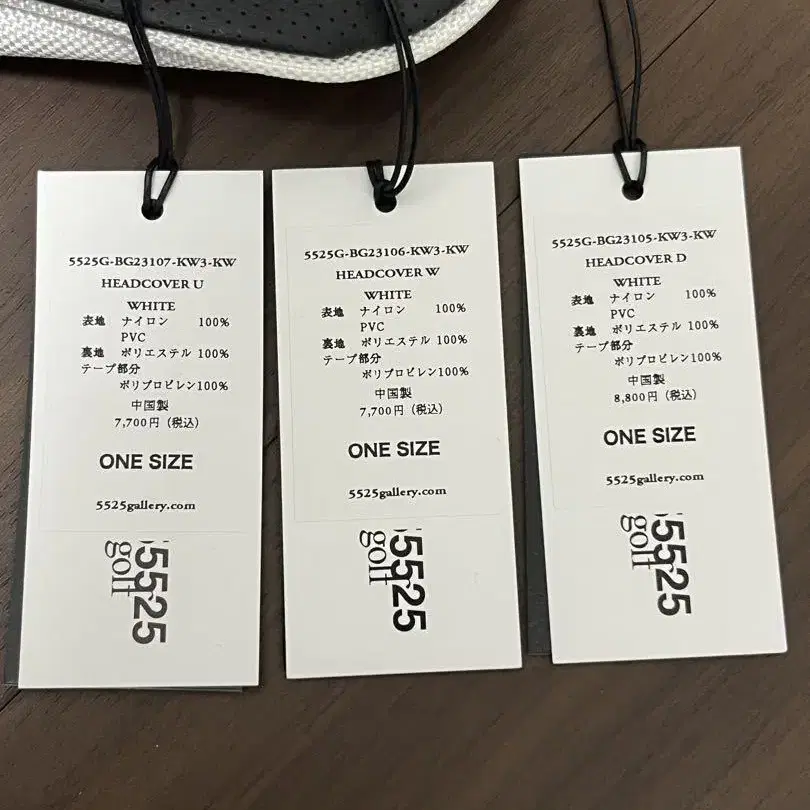 5525G-BG23107-KW3-KW
HEADCOVER U
WHITE
表地 ナイロン 100%
PVC
裏地 ポリエステル 100%
テープ部分
ポリプロピレン100%
中国製
7,700円（税込）
ONE SIZE
5525gallery.com
5525
golf
5525G-BG23106-KW3-KW
HEADCOVER W
WHITE
表地 ナイロン 100%
PVC
裏地 ポリエステル 100%
テープ部分
ポリプロピレン100%
中国製
7,700円（税込）
ONE SIZE
5525gallery.com
5525
golf
5525G-BG23105-KW3-KW
HEADCOVER D
WHITE
表地 ナイロン 100%
PVC
裏地 ポリエステル 100%
テープ部分
ポリプロピレン100%
中国製
8,800円（税込）
ONE SIZE
5525gallery.com
5525
golf